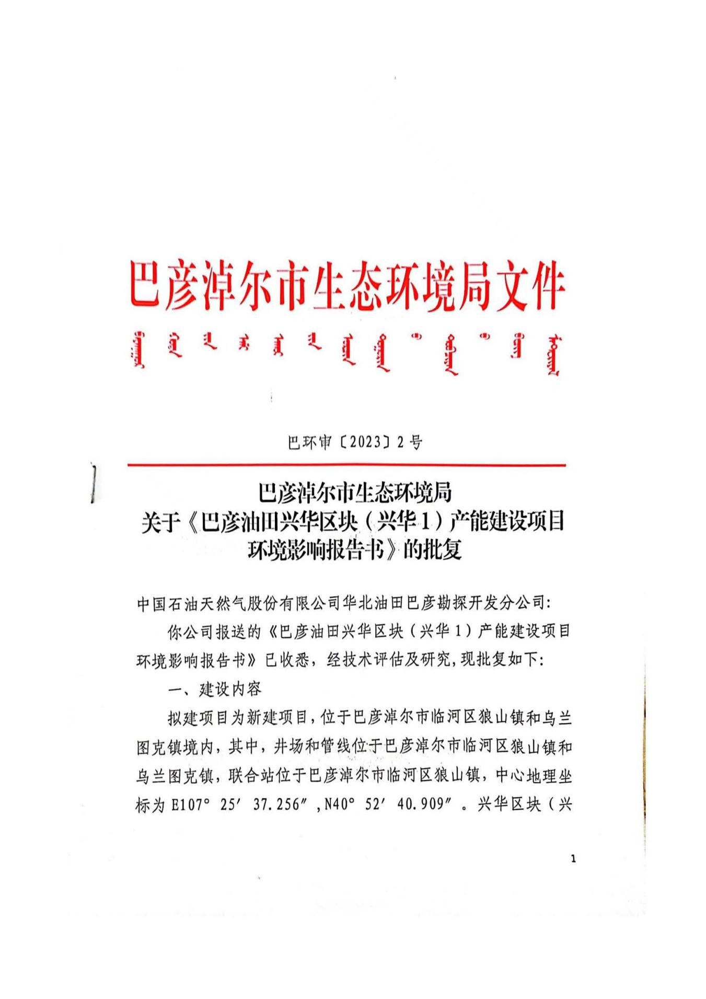 巴彦淖尔市生态环境局文件
巴环审〔2023〕2号
巴彦淖尔市生态环境局
关于《巴彦油田兴华区块（兴华1）产能建设项目
环境影响报告书》的批复
中国石油天然气股份有限公司华北油田巴彦勘探开发分公司：
你公司报送的《巴彦油田兴华区块（兴华1）产能建设项目
环境影响报告书》已收悉，经技术评估及研究,现批复如下：
一、建设内容
拟建项目为新建项目,位于巴彦淖尔市临河区狼山镇和乌兰
图克镇境内，其中，井场和管线位于巴彦淖尔市临河区狼山镇和
乌兰图克镇，联合站位于巴彦淖尔市临河区狼山镇，中心地理坐
标为E107° 25′ 37.256″,N40° 52′ 40.909″。兴华区块（兴
1